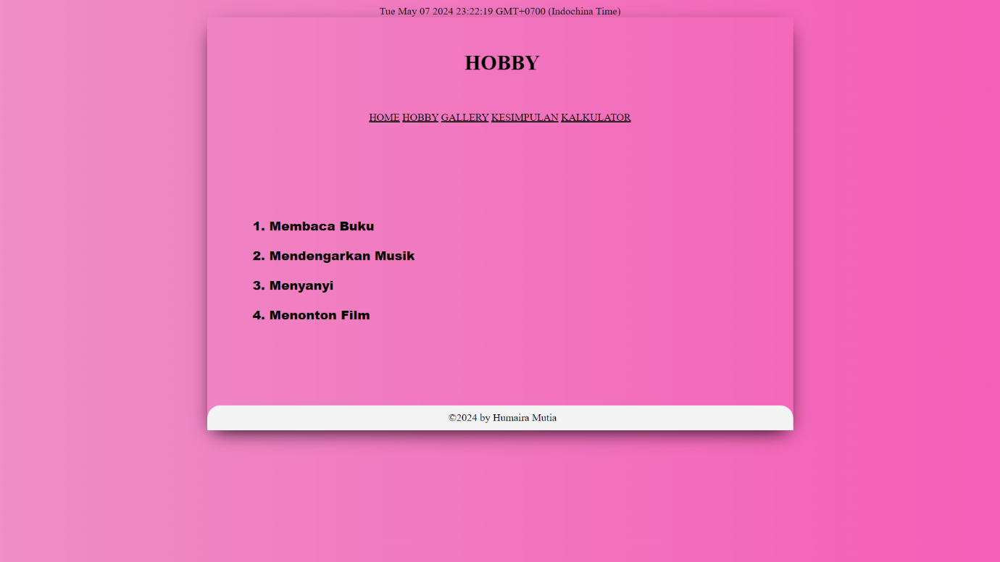 Tue May 07 2024 23:22:19 GMT+0700 (Indochina Time)
HOBBY
HOME HOBBY GALLERY KESIMPULAN KALKULATOR
1. Membaca Buku
2. Mendengarkan Musik
3. Menyanyi
4. Menonton Film
©2024 by Humaira Mutia